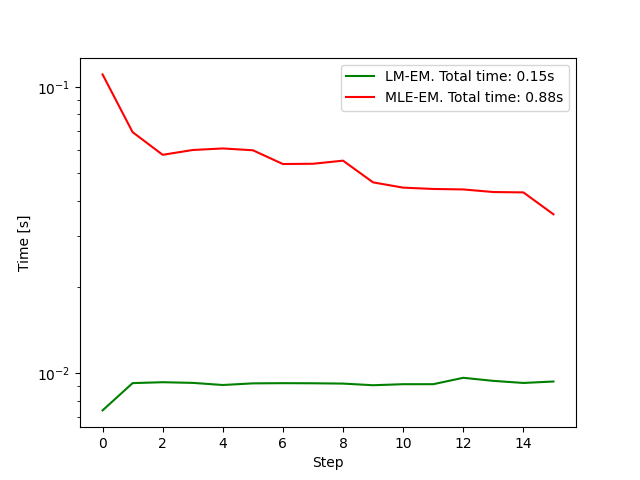 LM-EM. Total time: 0.15s
MLE-EM. Total time: 0.88s
10⁻¹
10⁻²
Time [s]
0 2 4 6 8 10 12 14
Step